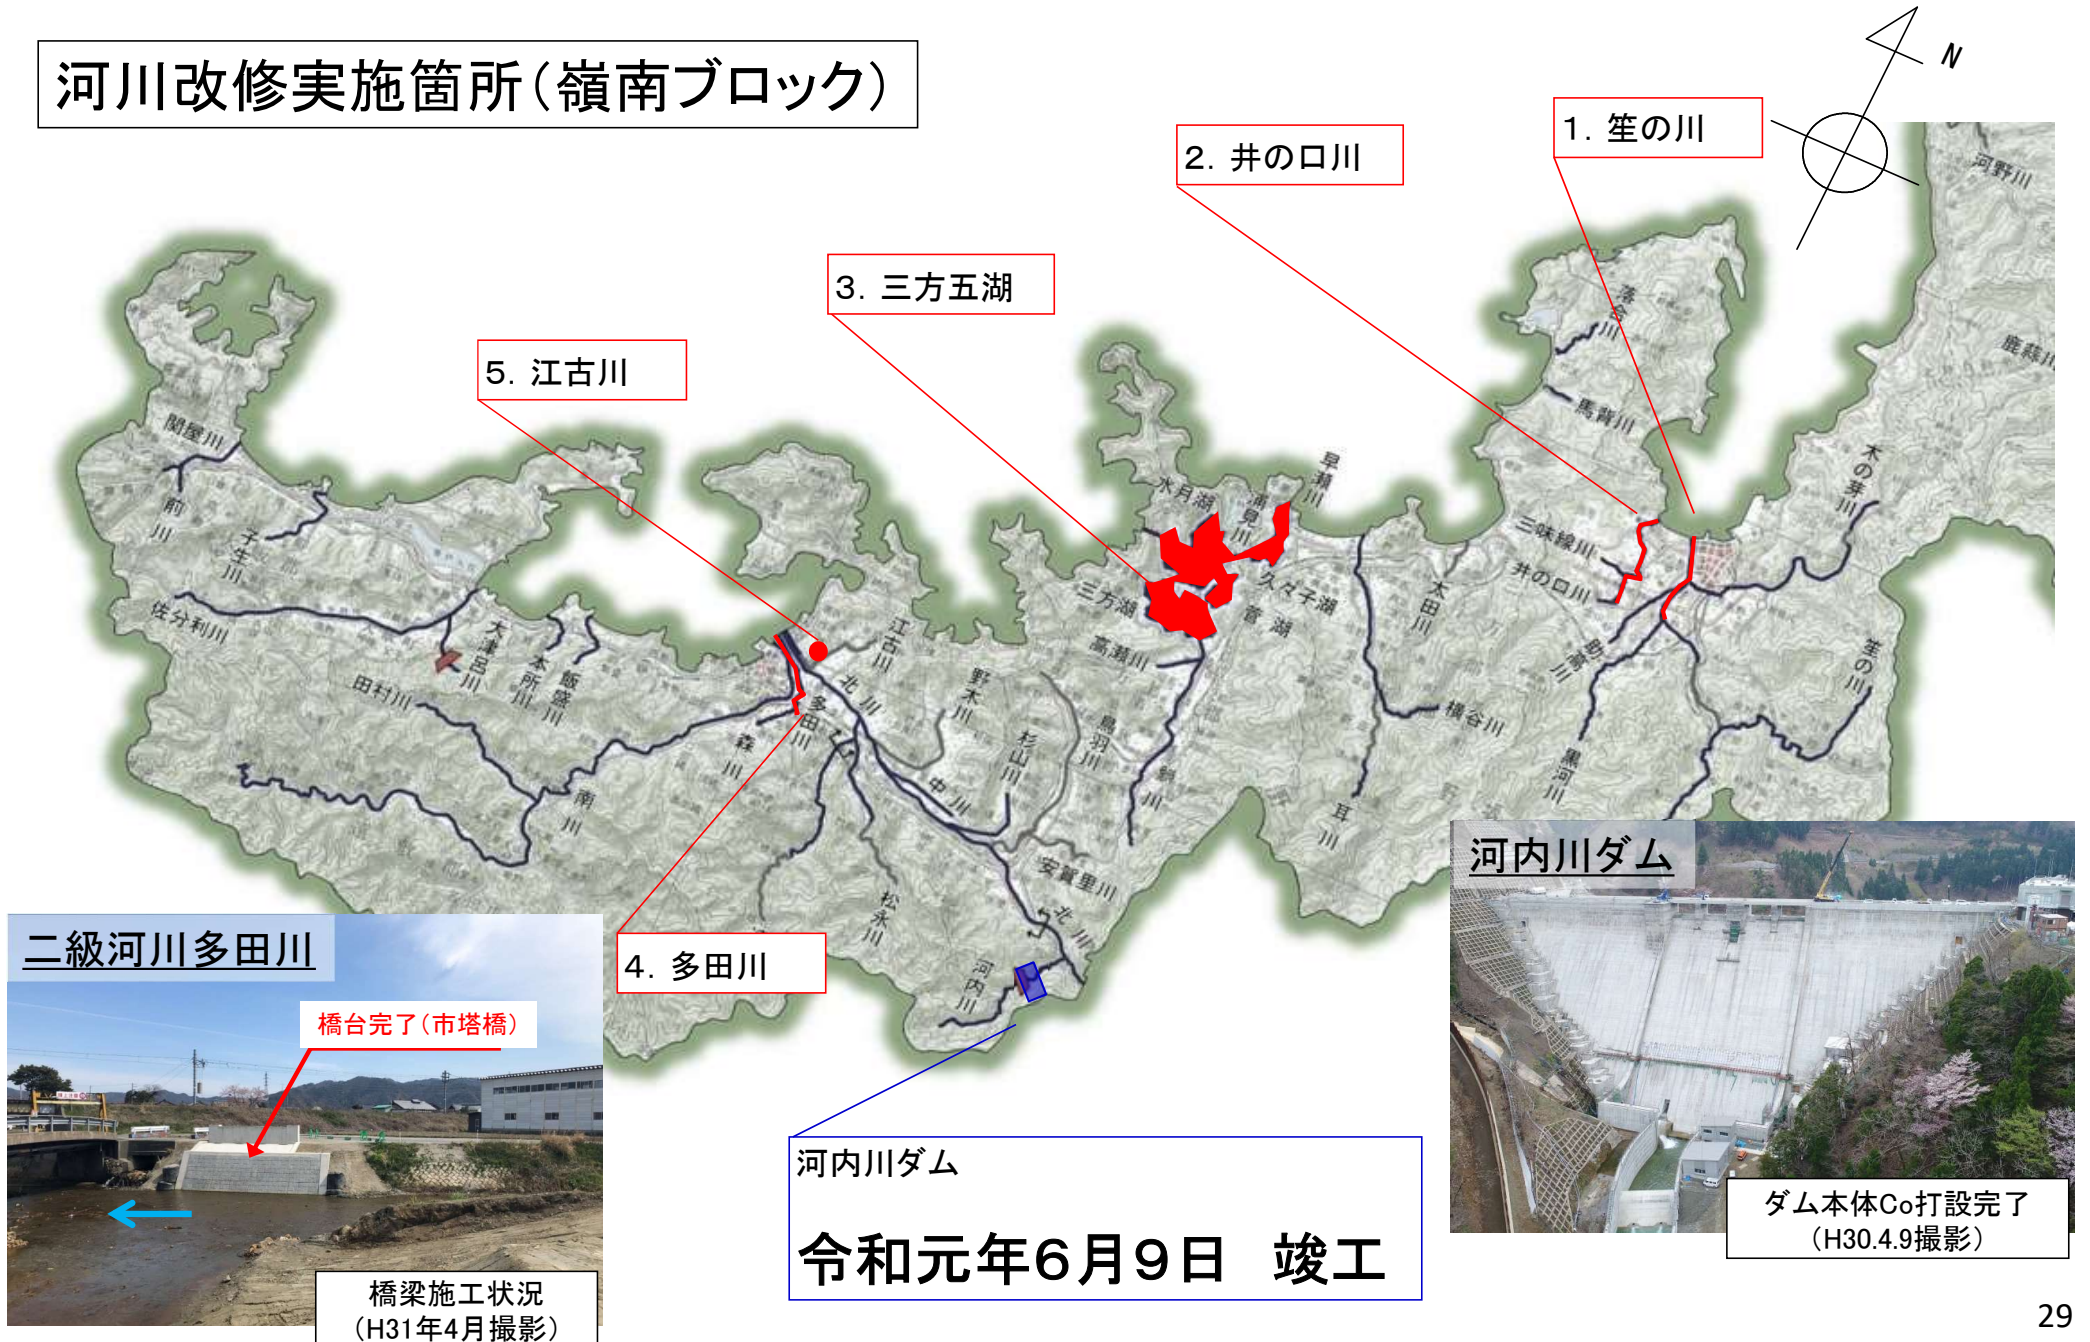 河川改修実施箇所（嶺南ブロック）
N
1. 笙の川
2. 井の口川
3. 三方五湖
5. 江古川
4. 多田川
河野川
鹿蒜川
落合川
馬背川
木の芽川
三味線川
井の口川
助高川
笙の川
黒河川
早瀬川
水月湖
浦見川
久々子湖
菅湖
三方湖
高瀬川
太田川
横谷川
耳川
鳥羽川
鰣川
江古川
野木川
杉山川
北川
多田川
森川
中川
安賀里川
松永川
北川
河内川
関屋川
前川
子生川
佐分利川
大津呂川
本所川
飯盛川
田村川
南川
二級河川多田川
橋台完了（市塔橋）
橋梁施工状況
（H31年4月撮影）
河内川ダム
令和元年６月９日　竣工
河内川ダム
ダム本体Co打設完了
（H30.4.9撮影）
29